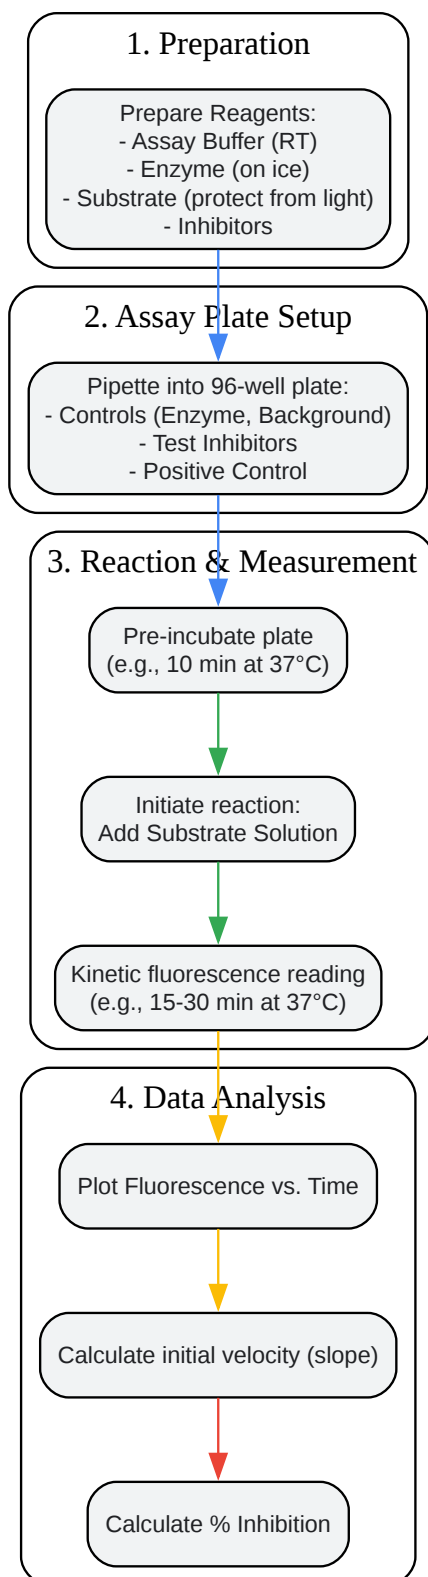 1. Preparation
Prepare Reagents:
- Assay Buffer (RT)
- Enzyme (on ice)
- Substrate (protect from light)
- Inhibitors
2. Assay Plate Setup
Pipette into 96-well plate:
- Controls (Enzyme, Background)
- Test Inhibitors
- Positive Control
3. Reaction & Measurement
Pre-incubate plate
(e.g., 10 min at 37°C)
Initiate reaction:
Add Substrate Solution
Kinetic fluorescence reading
(e.g., 15-30 min at 37°C)
4. Data Analysis
Plot Fluorescence vs. Time
Calculate initial velocity (slope)
Calculate % Inhibition